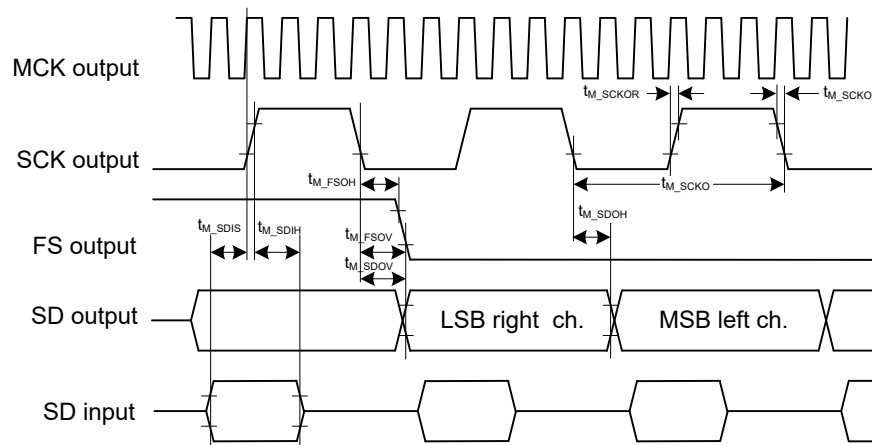 MCK output
t_M_SCKOR
t_M_SCKO
SCK output
t_M_FSOH
t_M_SCKO
t_M_SDOH
t_M_SDIS
t_M_SDIH
t_M_FSOV
FS output
t_M_SDOV
SD output
LSB right ch.
MSB left ch.
SD input